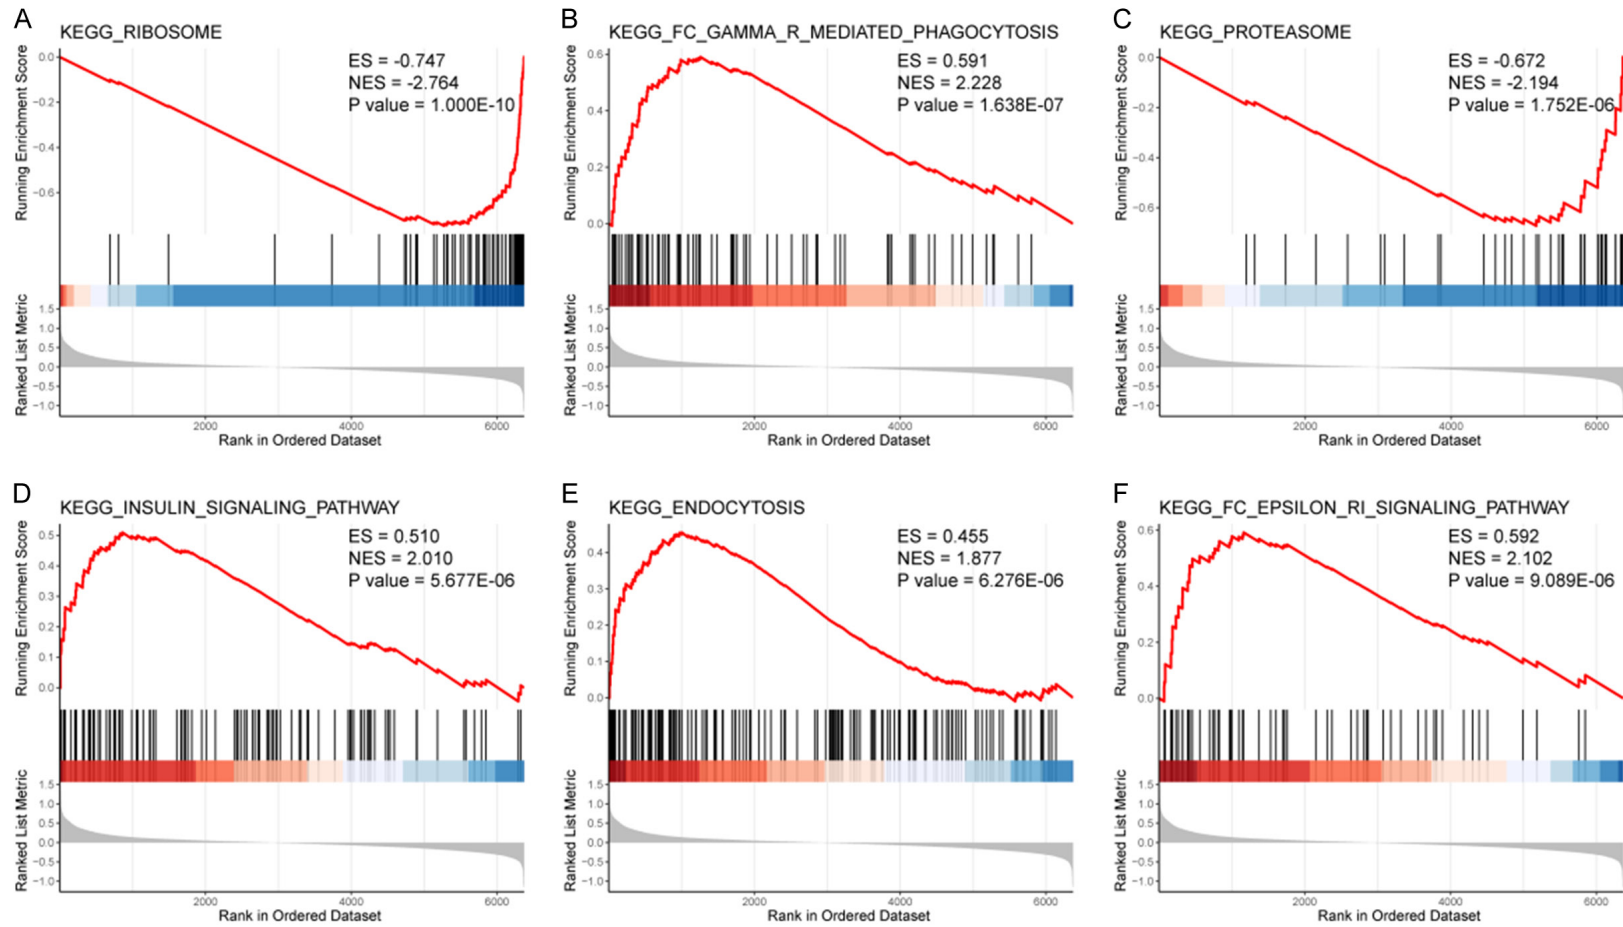 A
KEGG_RIBOSOME
ES = -0.747
NES = -2.764
P value = 1.000E-10
Running Enrichment Score
0.0
−0.2
−0.4
−0.6
Ranked List Metric
1.5
1.0
0.5
0.0
−0.5
−1.0
2000 4000 6000
Rank in Ordered Dataset
B
KEGG_FC_GAMMA_R_MEDIATED_PHAGOCYTOSIS
ES = 0.591
NES = 2.228
P value = 1.638E-07
Running Enrichment Score
0.6
0.4
0.2
0.0
Ranked List Metric
1.5
1.0
0.5
0.0
−0.5
−1.0
2000 4000 6000
Rank in Ordered Dataset
C
KEGG_PROTEASOME
ES = -0.672
NES = -2.194
P value = 1.752E-06
Running Enrichment Score
0.0
−0.2
−0.4
−0.6
Ranked List Metric
1.5
1.0
0.5
0.0
−0.5
−1.0
2000 4000 6000
Rank in Ordered Dataset
D
KEGG_INSULIN_SIGNALING_PATHWAY
ES = 0.510
NES = 2.010
P value = 5.677E-06
Running Enrichment Score
0.5
0.4
0.3
0.2
0.1
0.0
Ranked List Metric
1.5
1.0
0.5
0.0
−0.5
−1.0
2000 4000 6000
Rank in Ordered Dataset
E
KEGG_ENDOCYTOSIS
ES = 0.455
NES = 1.877
P value = 6.276E-06
Running Enrichment Score
0.4
0.3
0.2
0.1
0.0
Ranked List Metric
1.5
1.0
0.5
0.0
−0.5
−1.0
2000 4000 6000
Rank in Ordered Dataset
F
KEGG_FC_EPSILON_RI_SIGNALING_PATHWAY
ES = 0.592
NES = 2.102
P value = 9.089E-06
Running Enrichment Score
0.6
0.4
0.2
0.0
Ranked List Metric
1.5
1.0
0.5
0.0
−0.5
−1.0
2000 4000 6000
Rank in Ordered Dataset